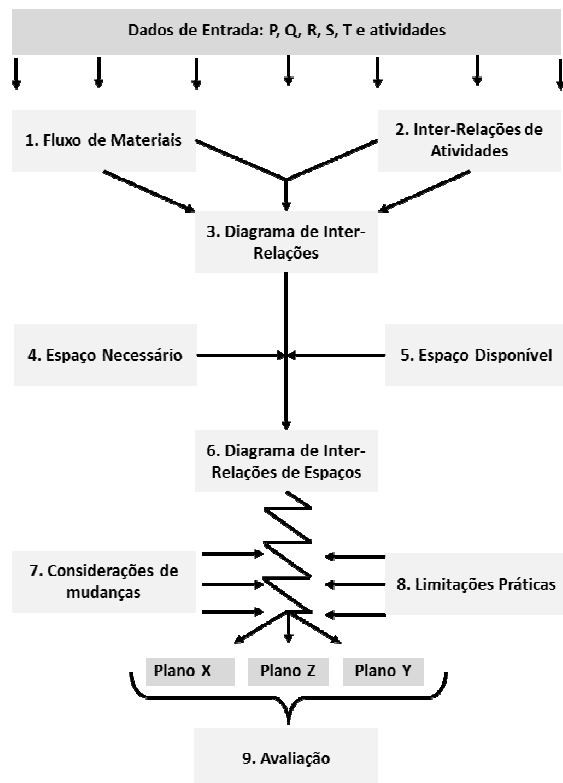 Dados de Entrada: P, Q, R, S, T e atividades
1. Fluxo de Materiais
2. Inter-Relações de
Atividades
3. Diagrama de Inter-
Relações
4. Espaço Necessário
5. Espaço Disponível
6. Diagrama de Inter-
Relações de Espaços
7. Considerações de
mudanças
8. Limitações Práticas
Plano X
Plano Z
Plano Y
9. Avaliação